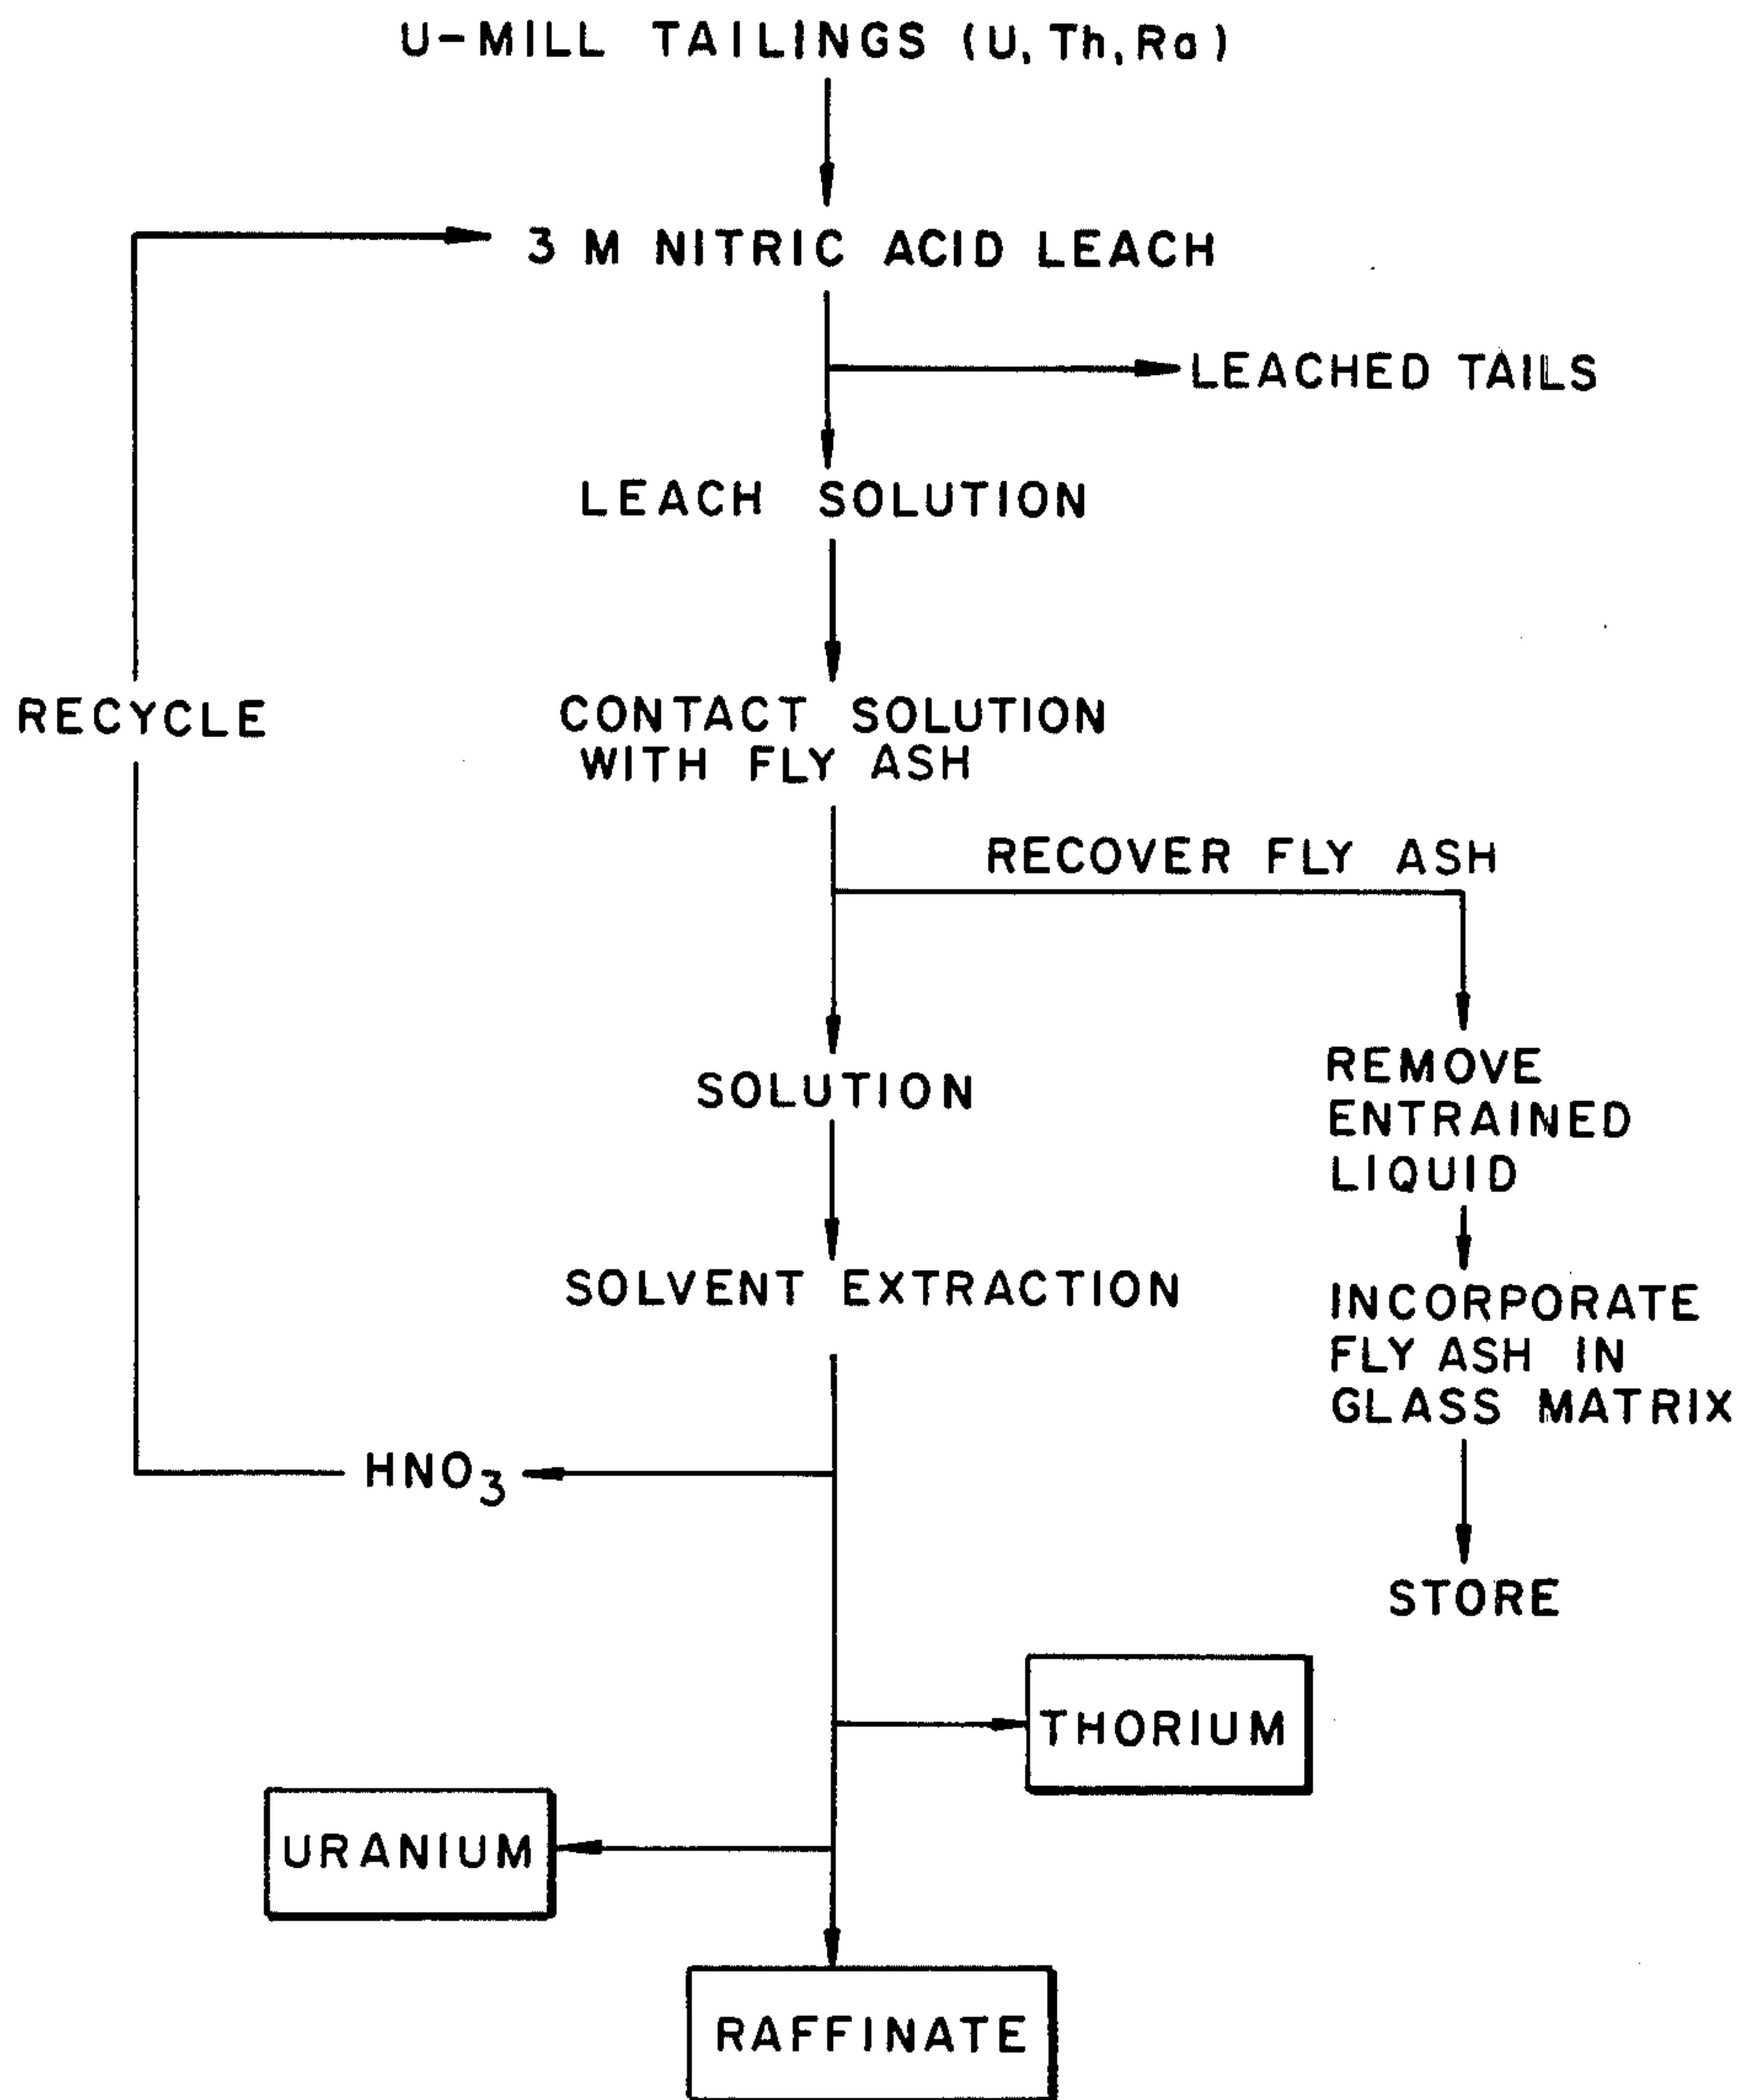 U-MILL TAILINGS (U, Th, Ra)
3 M NITRIC ACID LEACH
LEACHED TAILS
LEACH SOLUTION
RECYCLE
CONTACT SOLUTION
WITH FLY ASH
RECOVER FLY ASH
SOLUTION
REMOVE
ENTRAINED
LIQUID
SOLVENT EXTRACTION
INCORPORATE
FLY ASH IN
GLASS MATRIX
HNO3
STORE
THORIUM
URANIUM
RAFFINATE